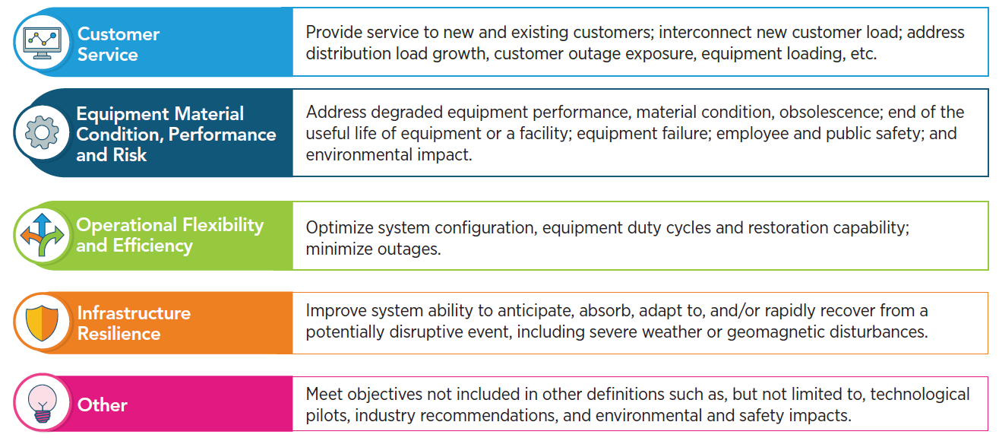 Customer
Service
Provide service to new and existing customers; interconnect new customer load; address
distribution load growth, customer outage exposure, equipment loading, etc.
Equipment Material
Condition, Performance
and Risk
Address degraded equipment performance, material condition, obsolescence; end of the
useful life of equipment or a facility; equipment failure; employee and public safety; and
environmental impact.
Operational Flexibility
and Efficiency
Optimize system configuration, equipment duty cycles and restoration capability;
minimize outages.
Infrastructure
Resilience
Improve system ability to anticipate, absorb, adapt to, and/or rapidly recover from a
potentially disruptive event, including severe weather or geomagnetic disturbances.
Other
Meet objectives not included in other definitions such as, but not limited to, technological
pilots, industry recommendations, and environmental and safety impacts.